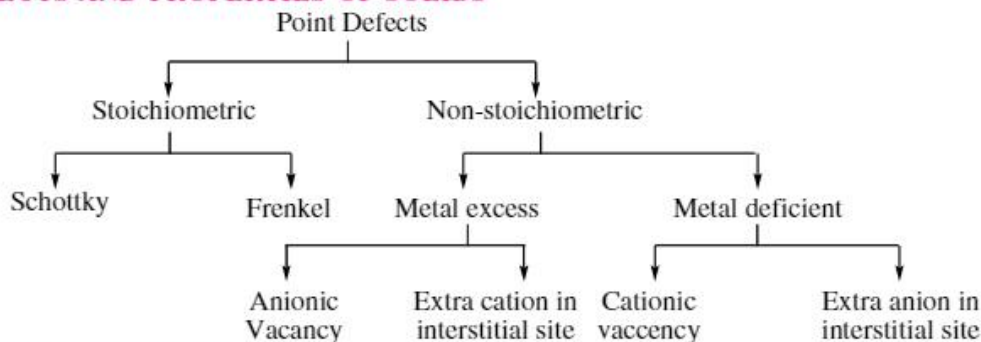 Point Defects
Stoichiometric Non-stoichiometric
Schottky Frenkel Metal excess Metal deficient
Anionic Extra cation in Cationic Extra anion in
Vacancy interstitial site vaccency interstitial site